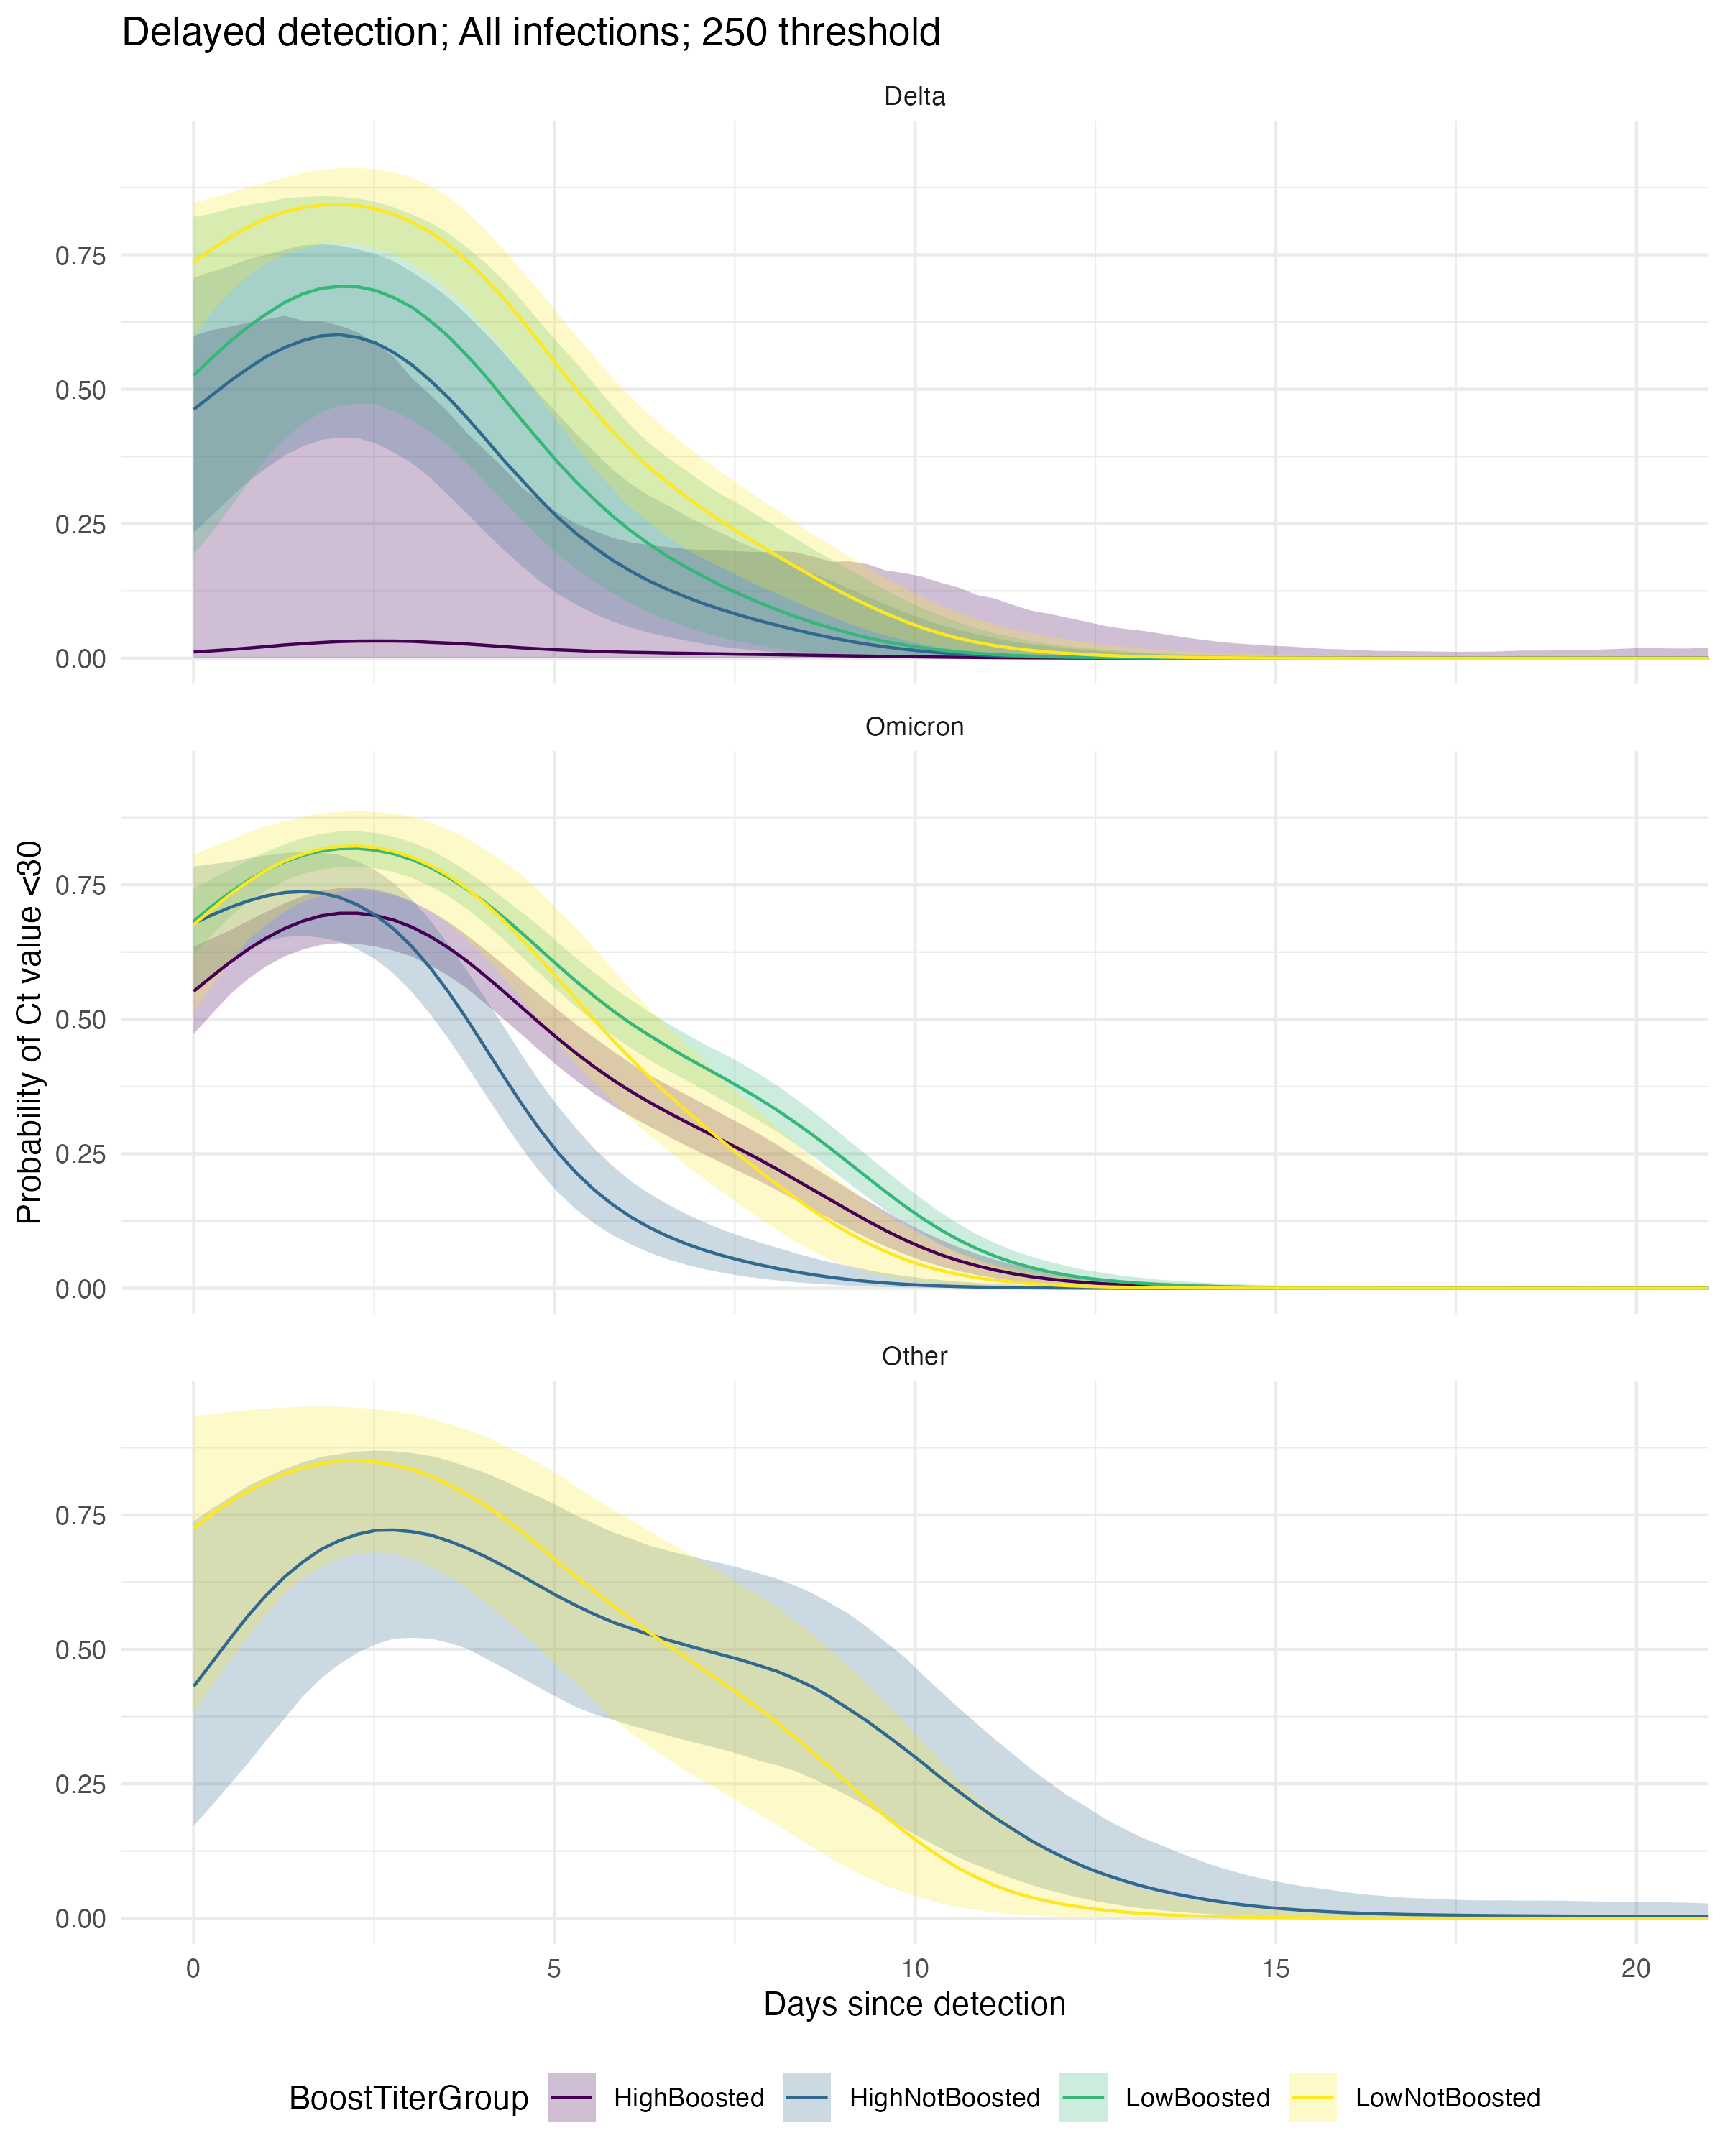 Delayed detection; All infections; 250 threshold
Delta
0.75
0.50
0.25
0.00
Omicron
0.75
0.50
0.25
0.00
Probability of Ct value <30
Other
0.75
0.50
0.25
0.00
0 5 10 15 20
Days since detection
BoostTiterGroup HighBoosted HighNotBoosted LowBoosted LowNotBoosted